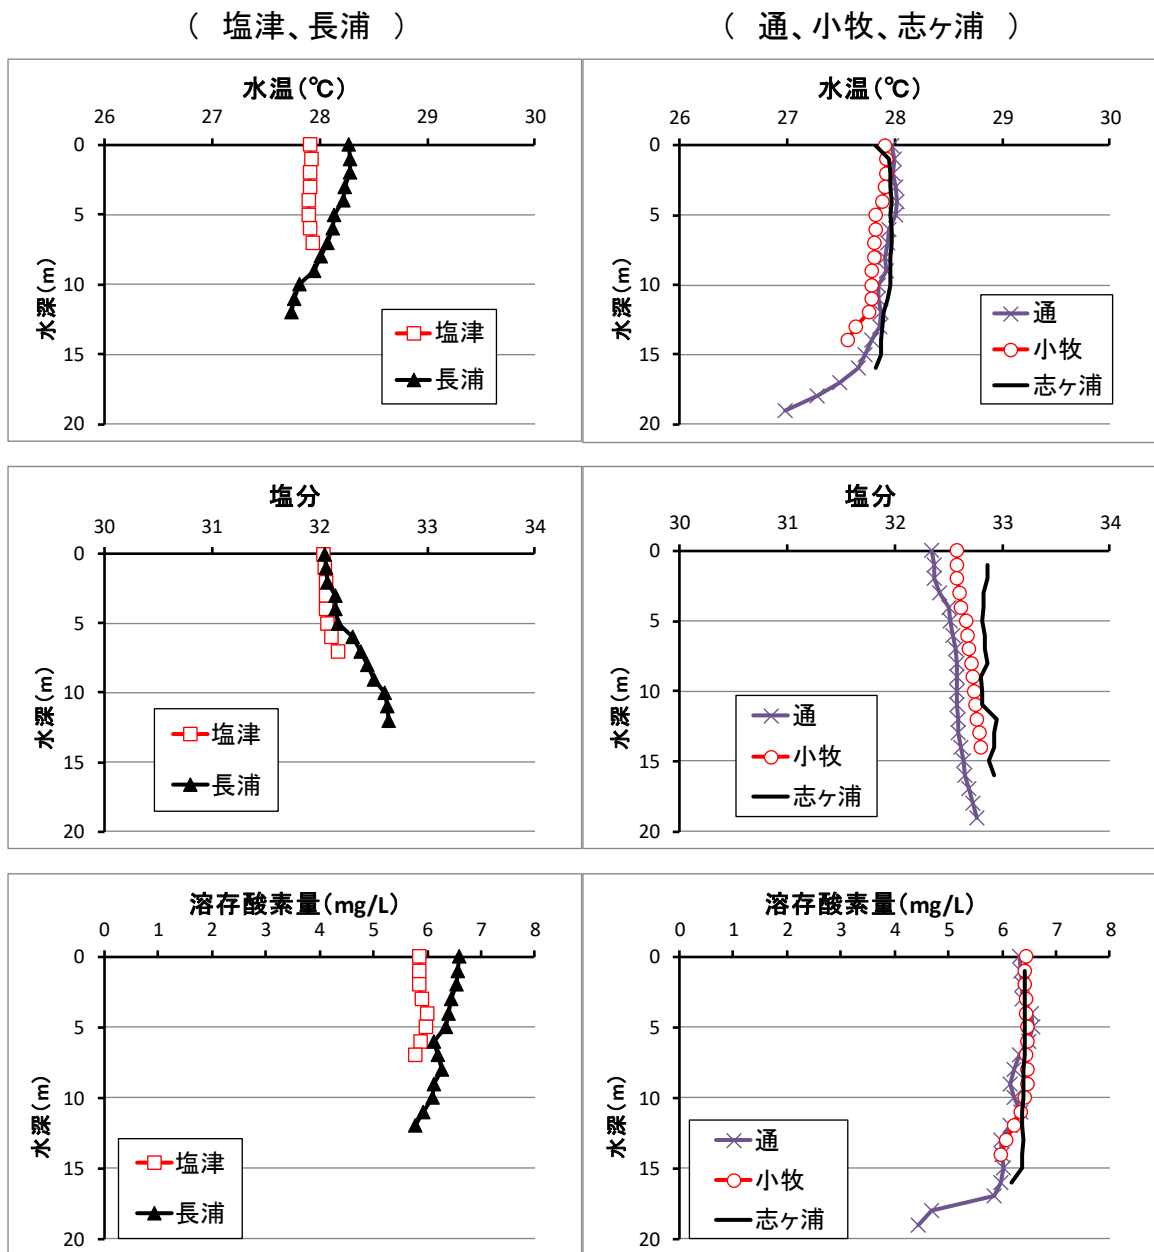 ( 塩津、長浦 )
( 通、小牧、志ヶ浦 )
水温(℃)
26 27 28 29 30
0
5
10
15
20
水深(m)
塩津
長浦
水温(℃)
26 27 28 29 30
0
5
10
15
20
水深(m)
通
小牧
志ヶ浦
塩分
30 31 32 33 34
0
5
10
15
20
水深(m)
塩津
長浦
塩分
30 31 32 33 34
0
5
10
15
20
水深(m)
通
小牧
志ヶ浦
溶存酸素量(mg/L)
0 1 2 3 4 5 6 7 8
0
5
10
15
20
水深(m)
塩津
長浦
溶存酸素量(mg/L)
0 1 2 3 4 5 6 7 8
0
5
10
15
20
水深(m)
通
小牧
志ヶ浦